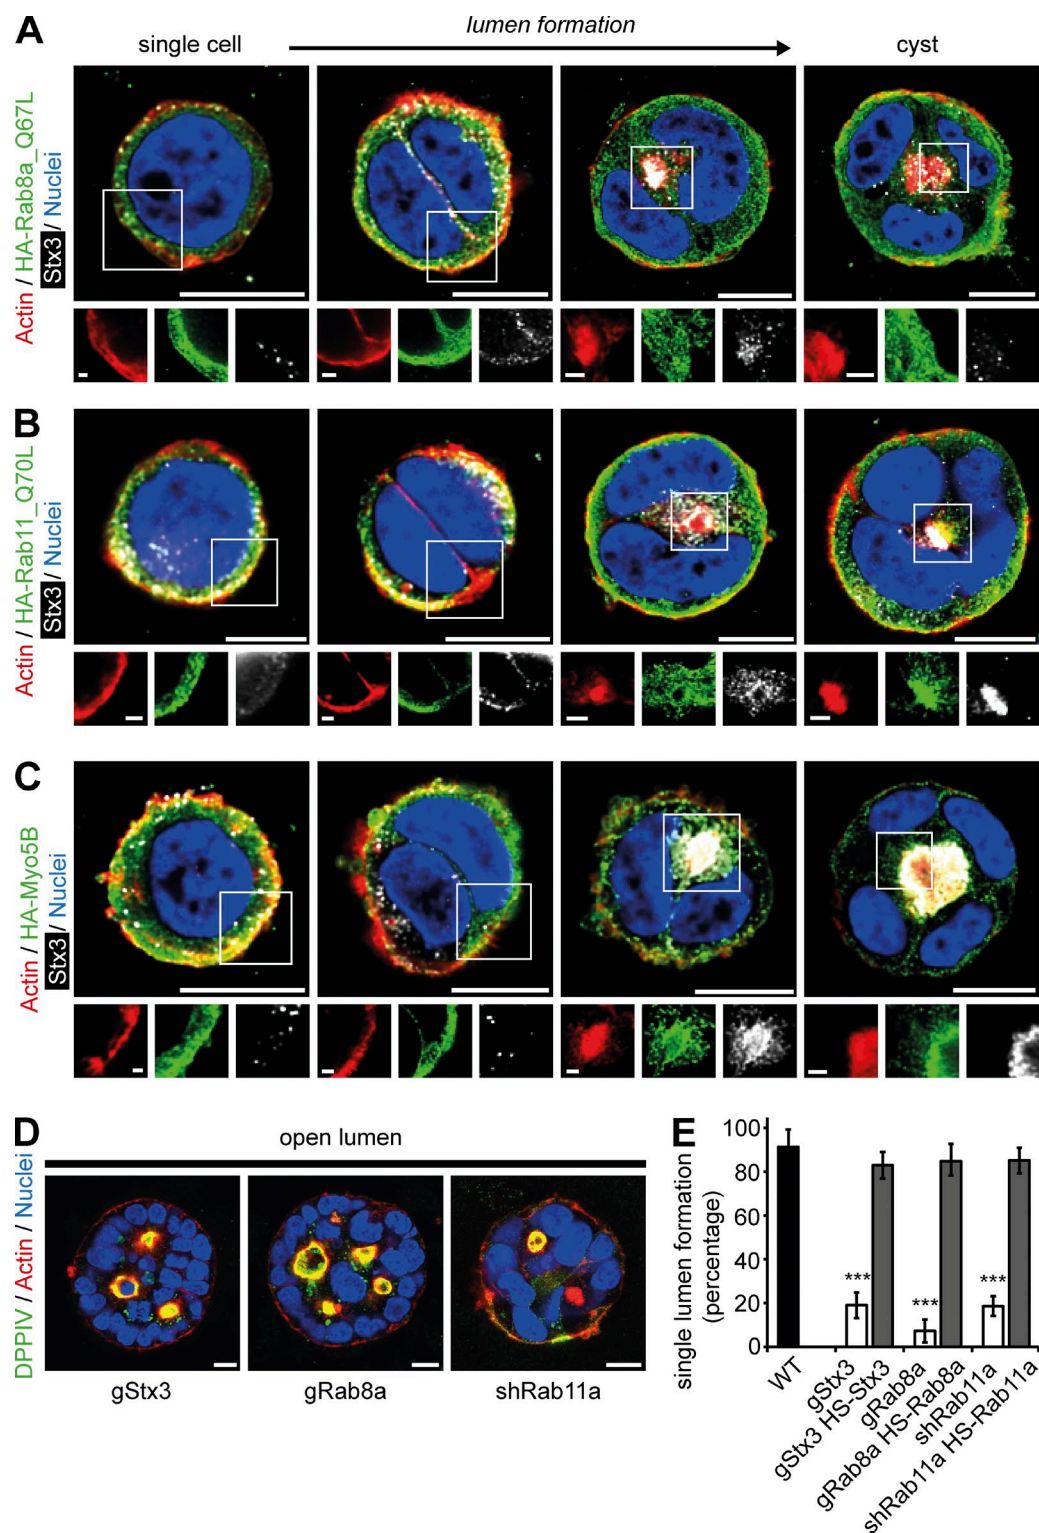 A
single cell
lumen formation
cyst
Actin / HA-Rab8a_Q67L
Stx3 / Nuclei
B
Actin / HA-Rab11_Q70L
Stx3 / Nuclei
C
Actin / HA-Myo5B
Stx3 / Nuclei
D
open lumen
DPPIV / Actin / Nuclei
gStx3
gRab8a
shRab11a
E
single lumen formation
(percentage)
100
80
60
40
20
0
***
***
***
WT
gStx3
gStx3 HS-Stx3
gRab8a
gRab8a HS-Rab8a
shRab11a
shRab11a HS-Rab11a